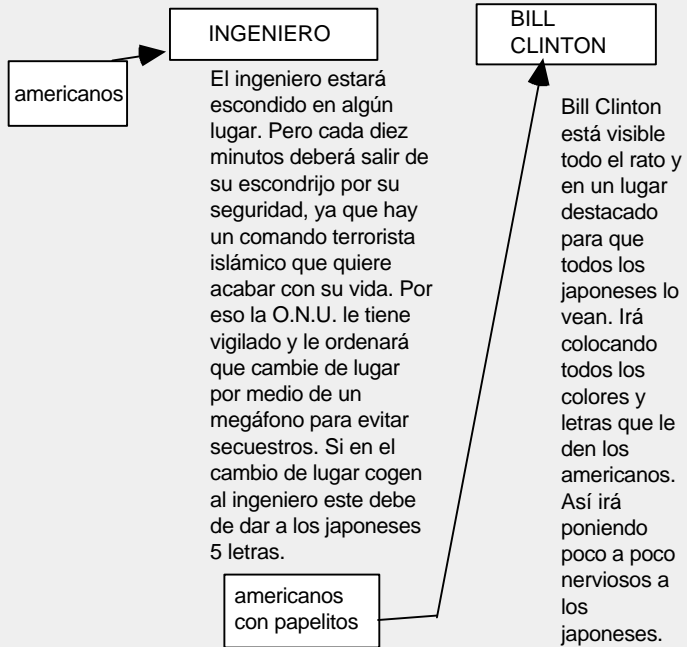 INGENIERO
americanos
El ingeniero estará
escondido en algún
lugar. Pero cada diez
minutos deberá salir de
su escondrijo por su
seguridad, ya que hay
un comando terrorista
islámico que quiere
acabar con su vida. Por
eso la O.N.U. le tiene
vigilado y le ordenará
que cambie de lugar
por medio de un
megáfono para evitar
secuestros. Si en el
cambio de lugar cogen
al ingeniero este debe
de dar a los japoneses
5 letras.
americanos
con papelitos
BILL
CLINTON
Bill Clinton
está visible
todo el rato y
en un lugar
destacado
para que
todos los
japoneses lo
vean. Irá
colocando
todos los
colores y
letras que le
den los
americanos.
Así irá
poniendo
poco a poco
nerviosos a
los
japoneses.